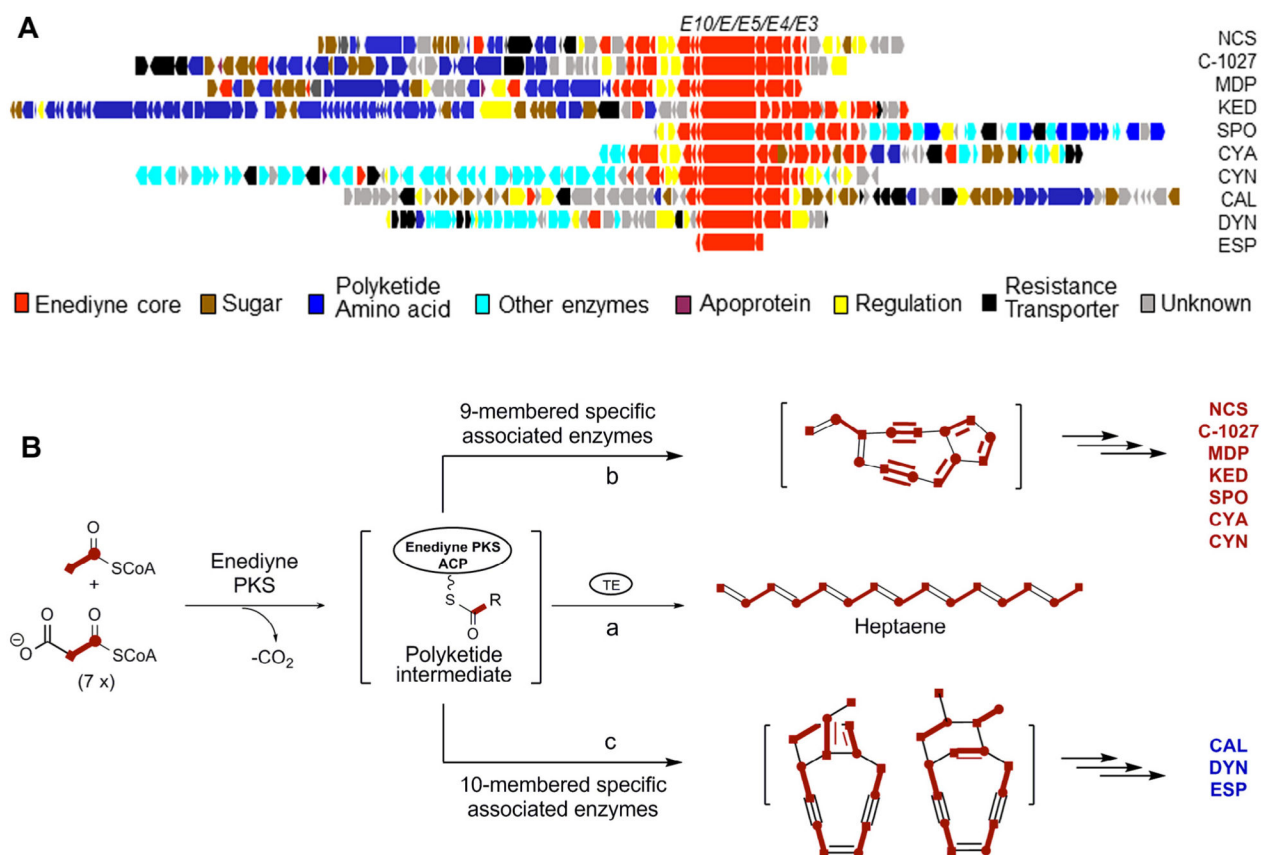 A
E10/E/E5/E4/E3
NCS
C-1027
MDP
KED
SPO
CYA
CYN
CAL
DYN
ESP
Enediyne core
Sugar
Polyketide
Amino acid
Other enzymes
Apoprotein
Regulation
Resistance
Transporter
Unknown
B
9-membered specific
associated enzymes
b
NCS
C-1027
MDP
KED
SPO
CYA
CYN
O
SCoA
+
O
O
⊖O
SCoA
(7 x)
Enediyne
PKS
-CO2
Enediyne PKS
ACP
S
R
O
Polyketide
intermediate
TE
a
Heptaene
c
10-membered specific
associated enzymes
CAL
DYN
ESP